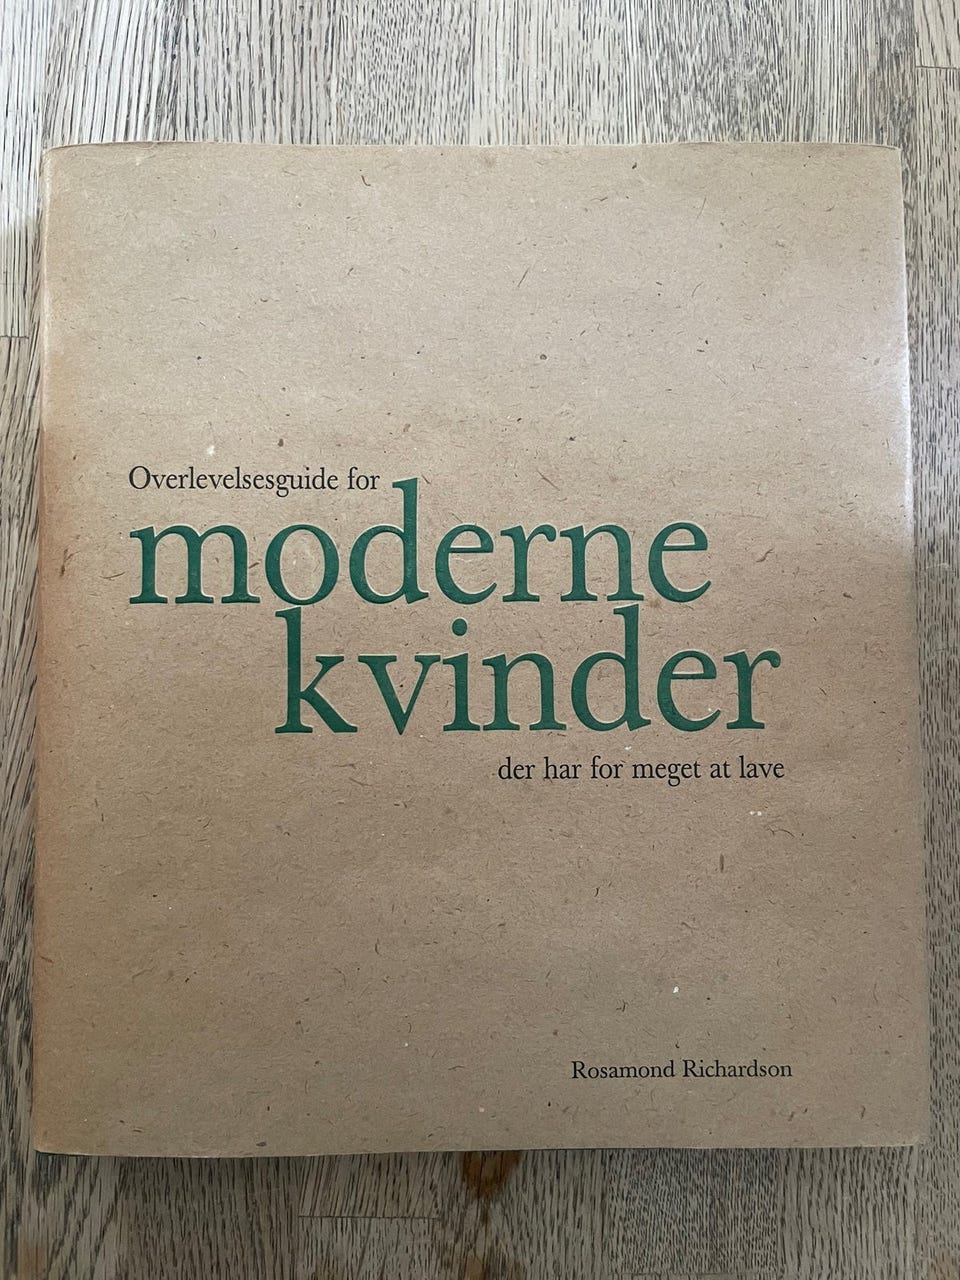 Overlevelsesguide for
moderne
kvinder
der har for meget at lave
Rosamond Richardson